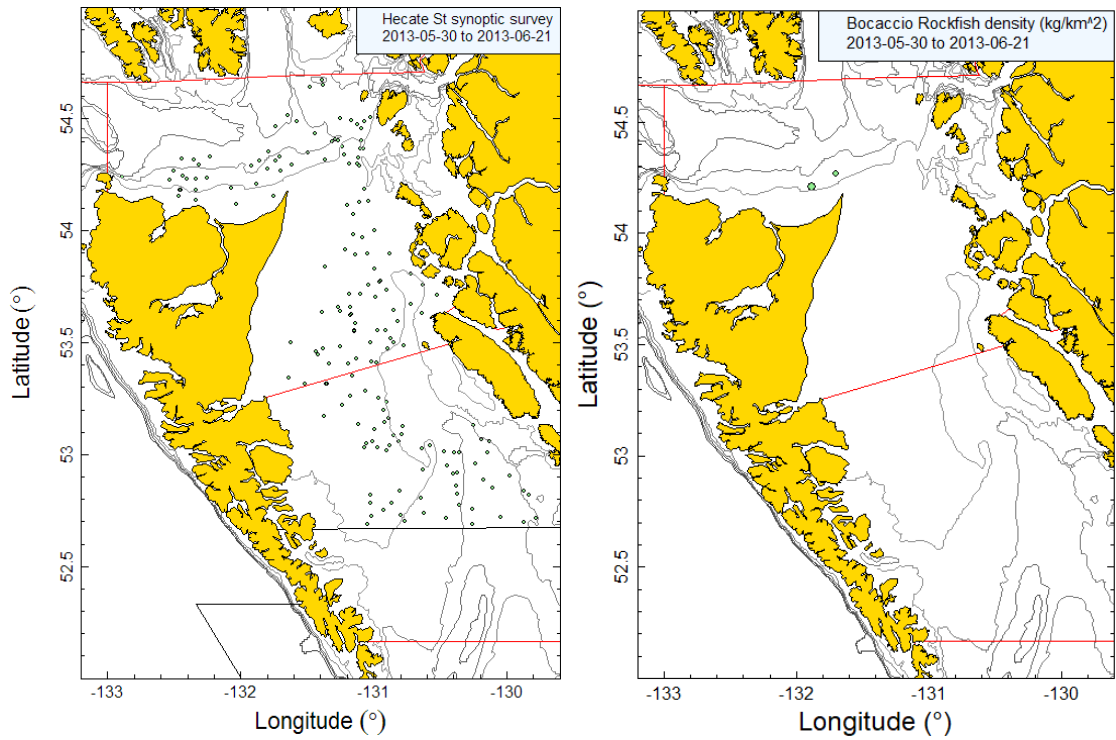 Hecate St synoptic survey
2013-05-30 to 2013-06-21
54.5
54
53.5
53
52.5
Latitude (°)
-133
-132
-131
-130
Longitude (°)
Bocaccio Rockfish density (kg/km^2)
2013-05-30 to 2013-06-21
54.5
54
53.5
53
52.5
Latitude (°)
-133
-132
-131
-130
Longitude (°)